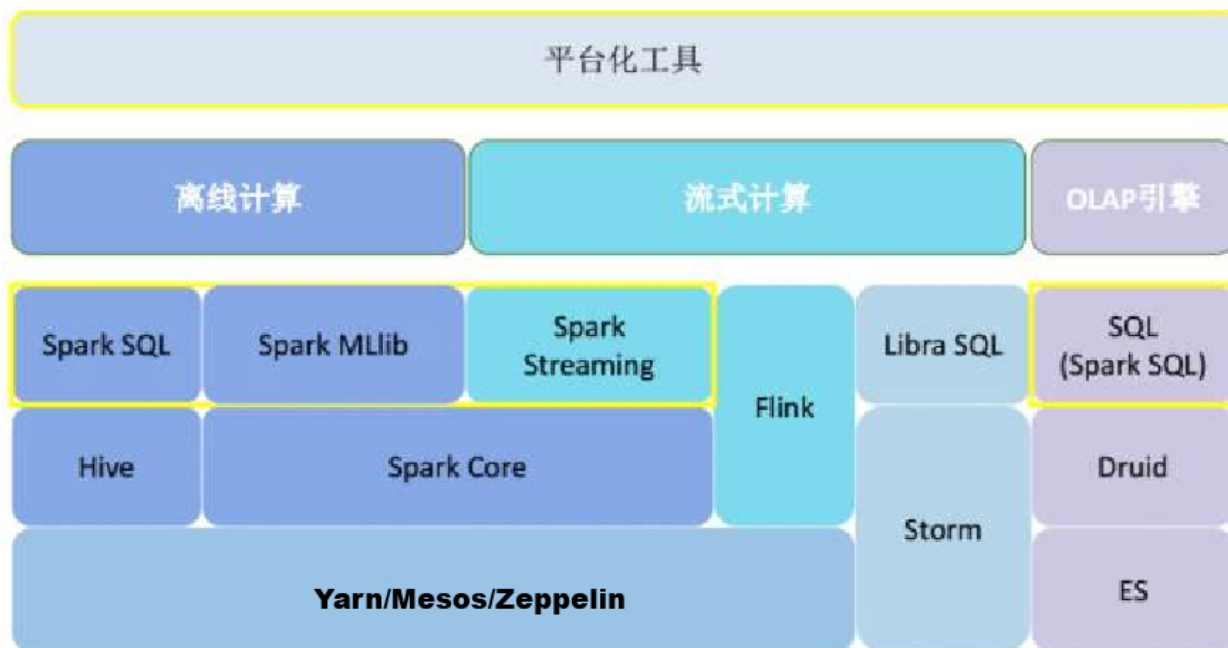 平台化工具
离线计算
流式计算
OLAP引擎
Spark SQL
Spark MLlib
Spark
Streaming
Flink
Libra SQL
SQL
(Spark SQL)
Hive
Spark Core
Storm
Druid
Yarn/Mesos/Zeppelin
ES